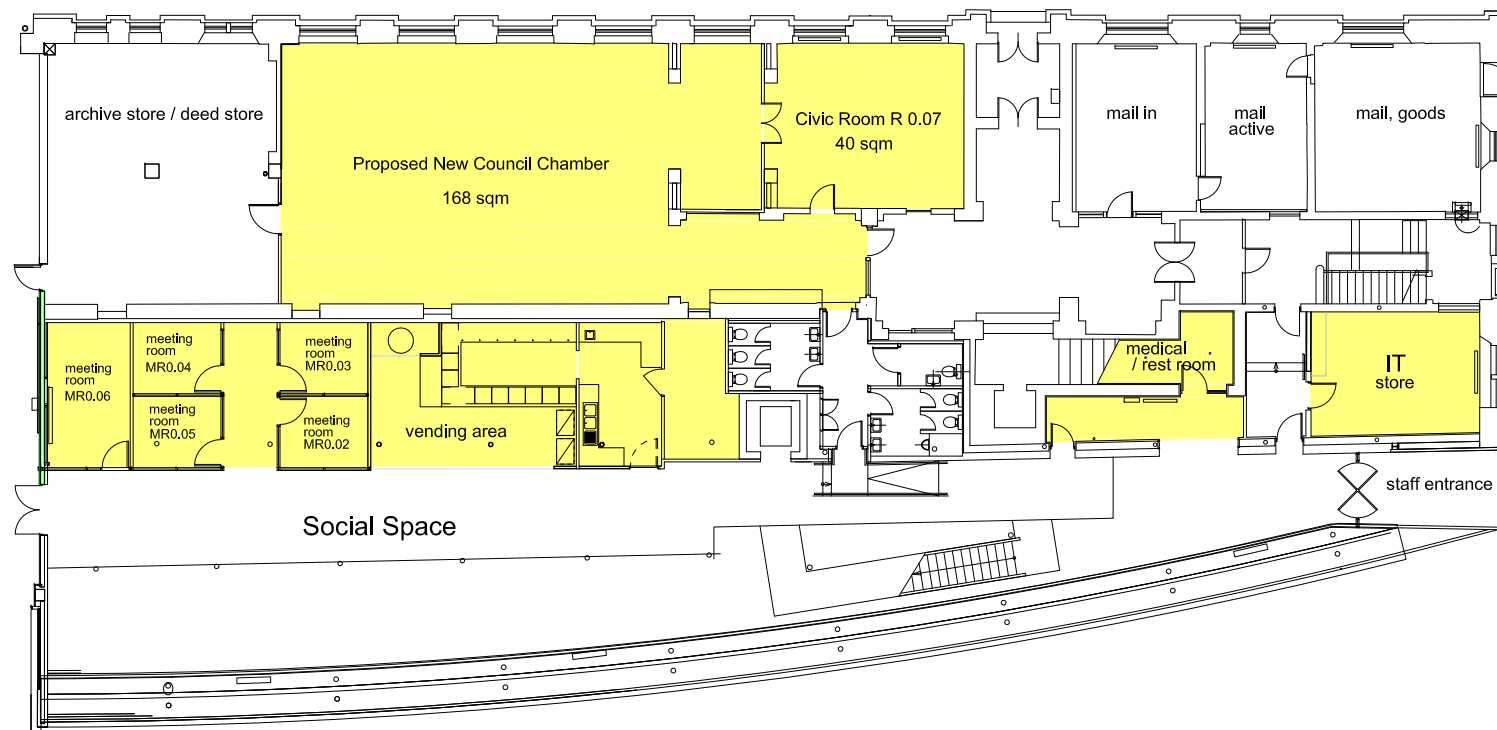 archive store / deed store
Proposed New Council Chamber
168 sqm
Civic Room R 0.07
40 sqm
mail in
mail
active
mail, goods
meeting
room
MR0.06
meeting
room
MR0.04
meeting
room
MR0.05
meeting
room
MR0.03
meeting
room
MR0.02
vending area
medical
/ rest room
IT
store
staff entrance
Social Space